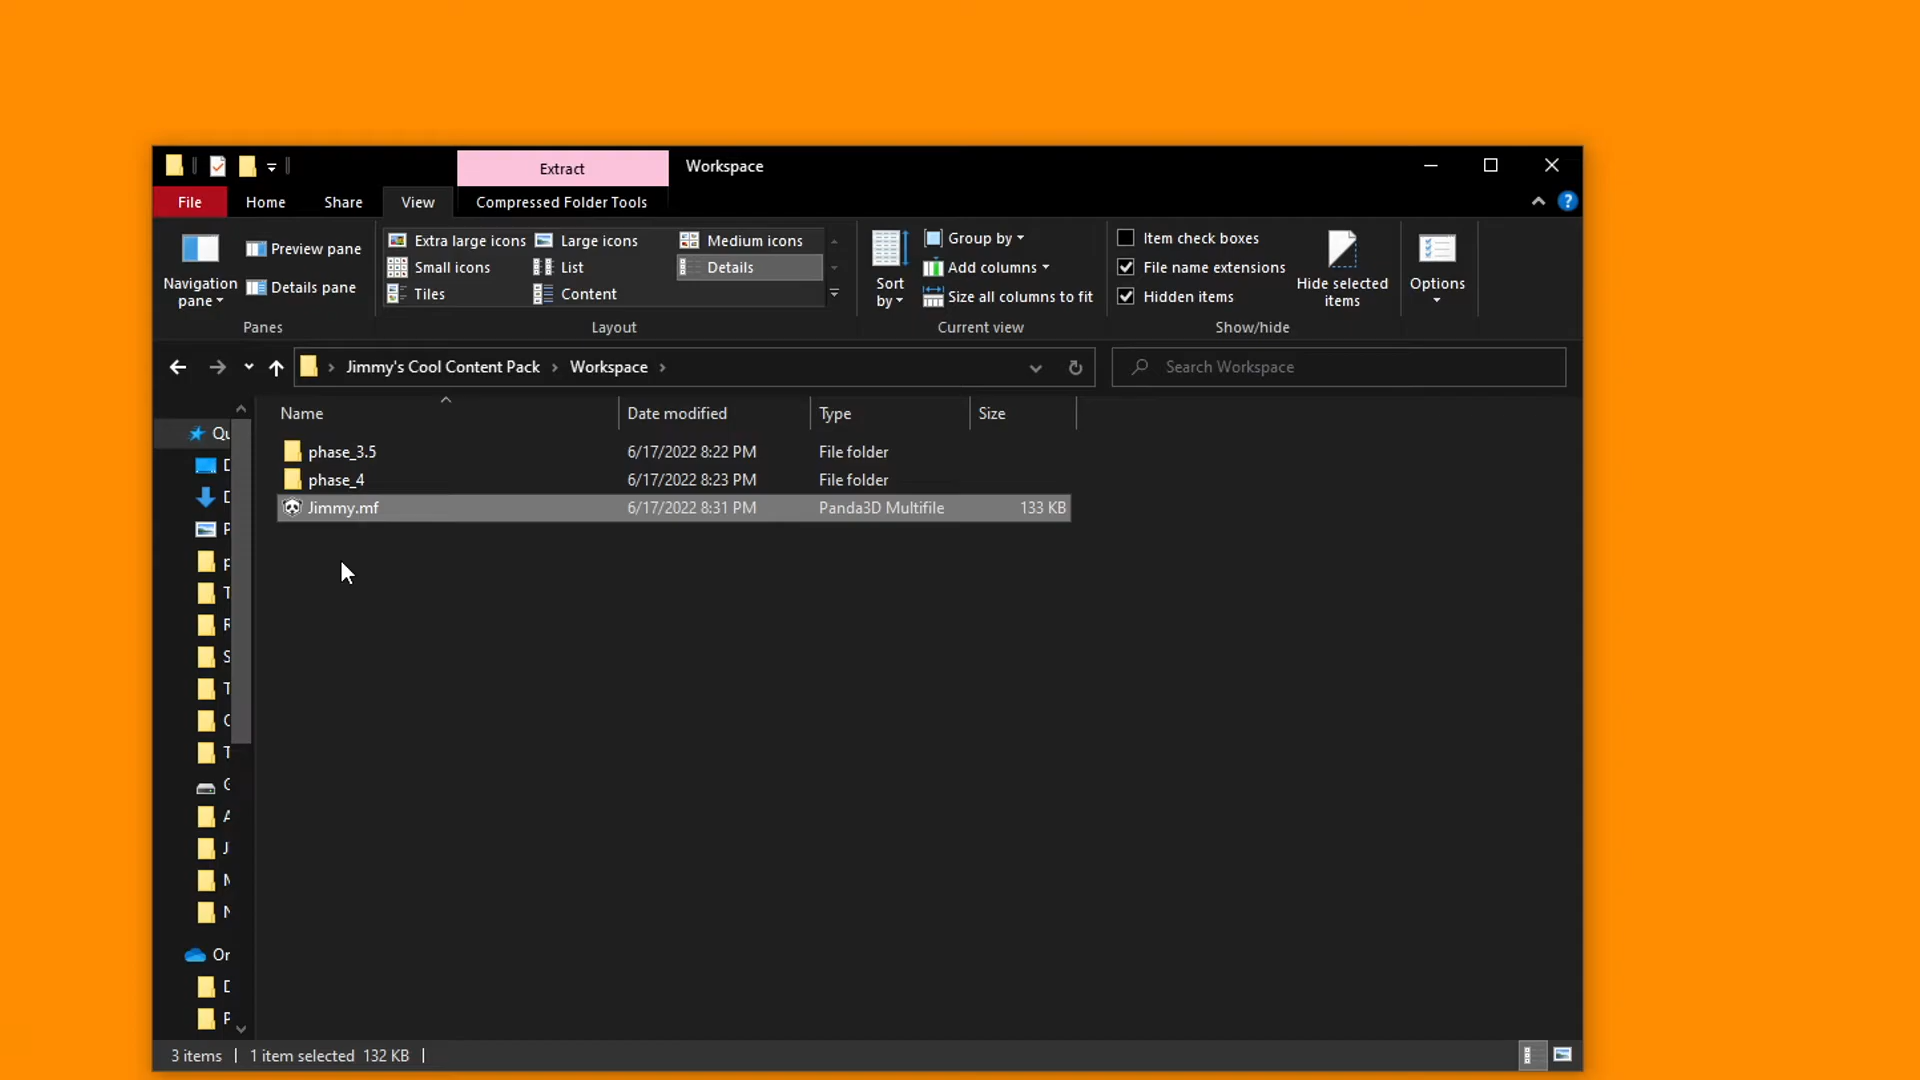 Extract
Workspace
File
Home
Share
View
Compressed Folder Tools
Navigation pane
Preview pane
Details pane
Panes
Extra large icons
Large icons
Medium icons
Small icons
List
Details
Tiles
Content
Layout
Sort by
Group by
Add columns
Size all columns to fit
Current view
Item check boxes
File name extensions
Hidden items
Hide selected items
Show/hide
Options
Jimmy's Cool Content Pack > Workspace >
Search Workspace
Name
Date modified
Type
Size
phase_3.5
6/17/2022 8:22 PM
File folder
phase_4
6/17/2022 8:23 PM
File folder
Jimmy.mf
6/17/2022 8:31 PM
Panda3D Multifile
133 KB
3 items
1 item selected 132 KB